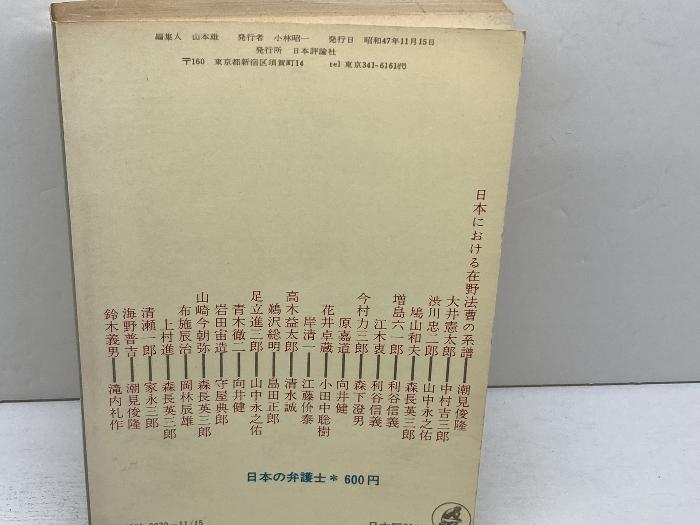 編集人 山本雄 発行者 小林昭一 発行日 昭和47年11月15日
発行所 日本評論社
〒160 東京都新宿区須賀町14 tel 東京341-6161代
日本における在野法曹の系譜――潮見俊隆
大井憲太郎――中村吉三郎
渋川忠二郎――山中永之佑
鳩山和夫――森長英三郎
増島六一郎――利谷信義
江木衷――利谷信義
今村力三郎――森下澄男
原嘉道――向井健
花井卓蔵――小田中聡樹
岸清一――江藤价泰
高木益太郎――清水誠
鵜沢総明――島田正郎
足立進三郎――山中永之佑
青木徹二――向井健
岩田宙造――守屋典郎
山崎今朝弥――森長英三郎
布施辰治――岡林辰雄
上村進――森長英三郎
清瀬一郎――家永三郎
海野普吉――潮見俊隆
鈴木義男――滝内礼作
日本の弁護士＊ 600円